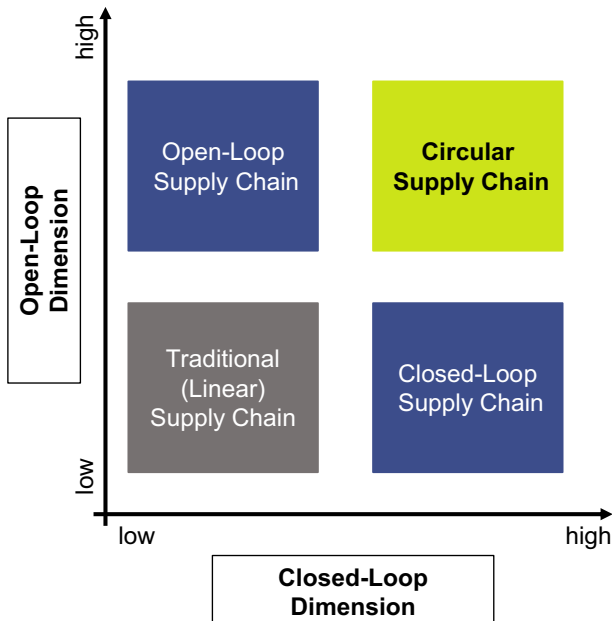 high
Open-Loop
Supply Chain
Circular
Supply Chain
Open-Loop
Dimension
Traditional
(Linear)
Supply Chain
Closed-Loop
Supply Chain
low
low
high
Closed-Loop
Dimension